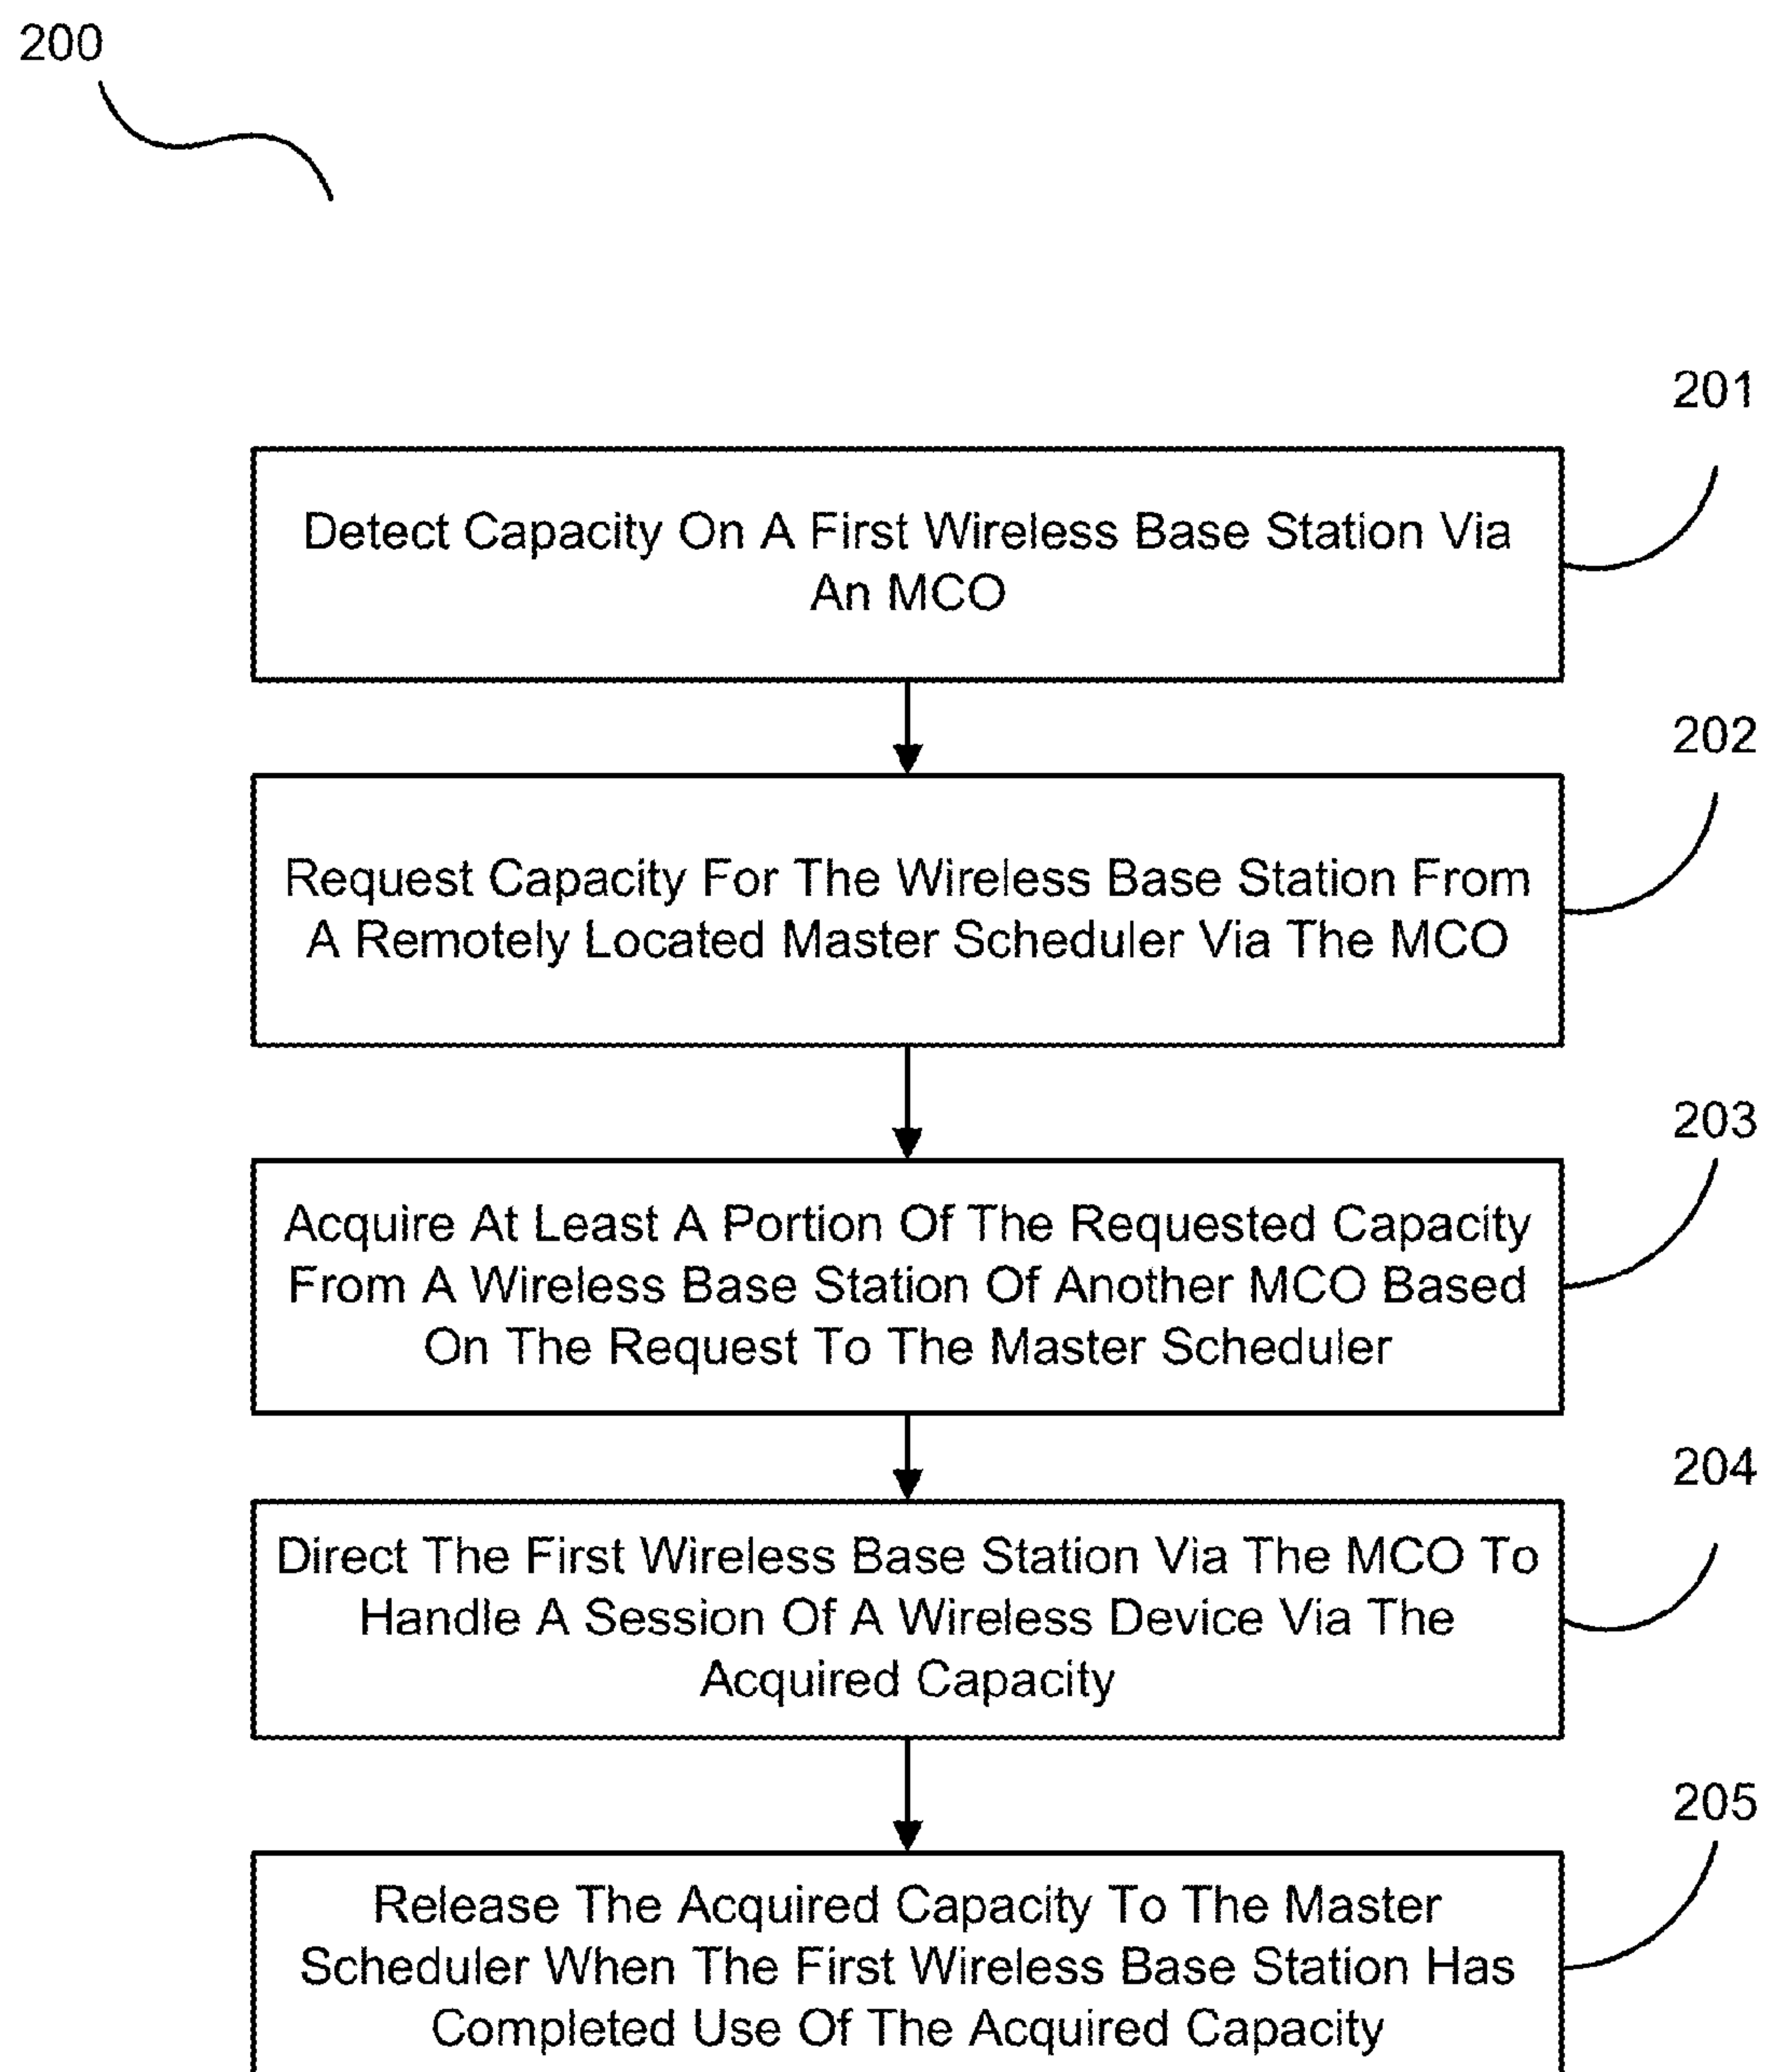 200
201
Detect Capacity On A First Wireless Base Station Via
An MCO
202
Request Capacity For The Wireless Base Station From
A Remotely Located Master Scheduler Via The MCO
203
Acquire At Least A Portion Of The Requested Capacity
From A Wireless Base Station Of Another MCO Based
On The Request To The Master Scheduler
204
Direct The First Wireless Base Station Via The MCO To
Handle A Session Of A Wireless Device Via The
Acquired Capacity
205
Release The Acquired Capacity To The Master
Scheduler When The First Wireless Base Station Has
Completed Use Of The Acquired Capacity